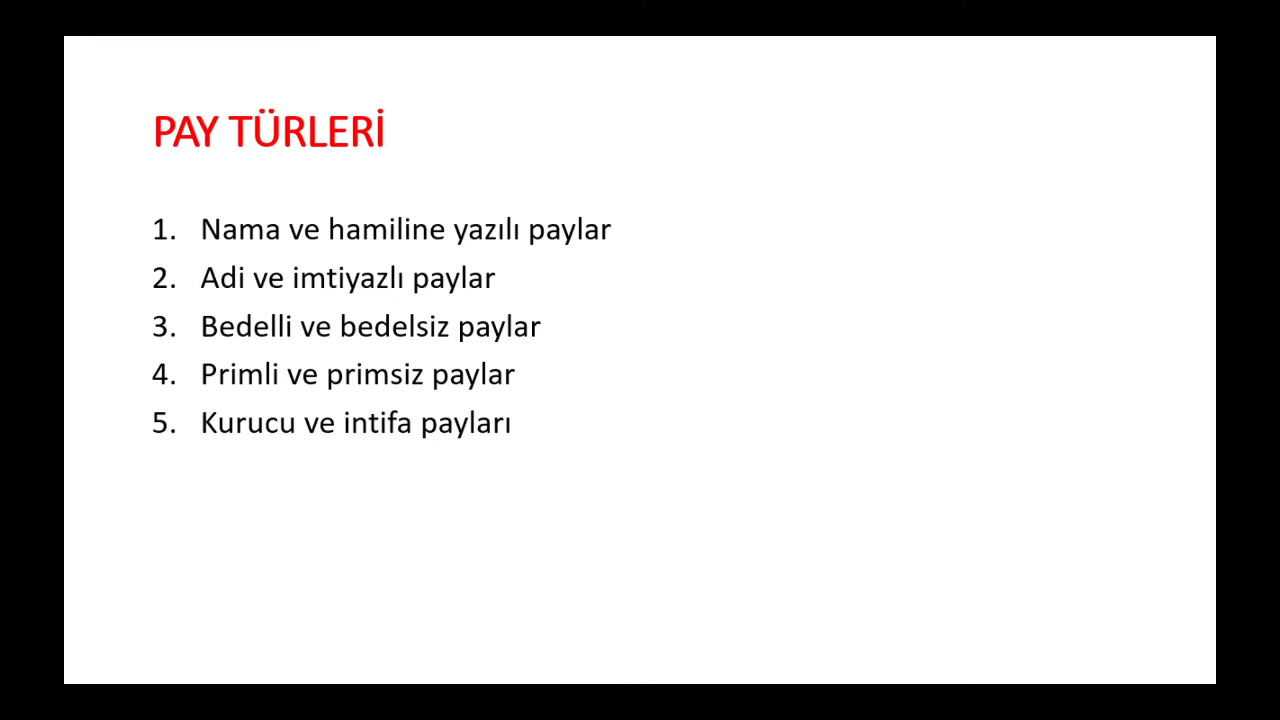 PAY TÜRLERİ
1. Nama ve hamiline yazılı paylar
2. Adi ve imtiyazlı paylar
3. Bedelli ve bedelsiz paylar
4. Primli ve primsiz paylar
5. Kurucu ve intifa payları